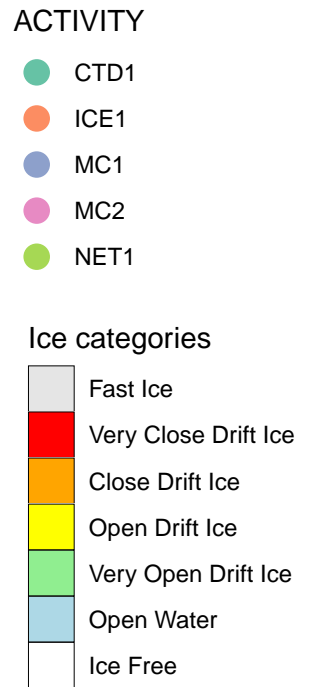 ACTIVITY
CTD1
ICE1
MC1
MC2
NET1
Ice categories
Fast Ice
Very Close Drift Ice
Close Drift Ice
Open Drift Ice
Very Open Drift Ice
Open Water
Ice Free